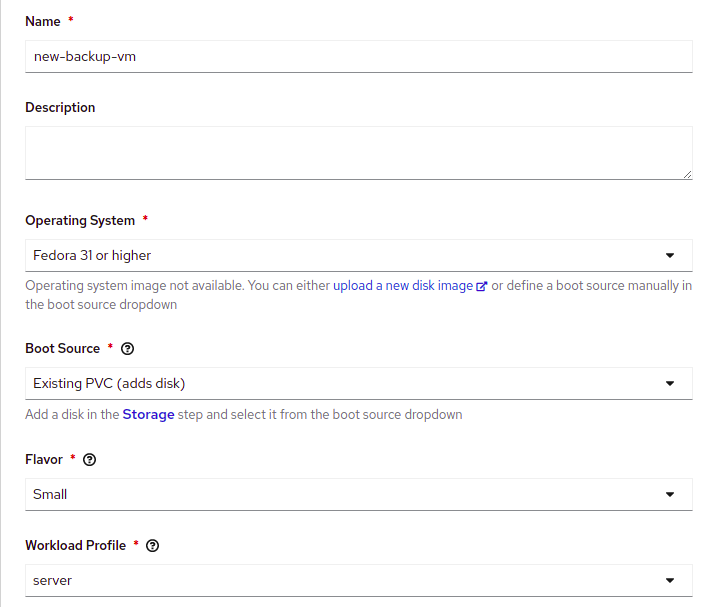 Name *
new-backup-vm
Description
Operating System *
Fedora 31 or higher
Operating system image not available. You can either upload a new disk image or define a boot source manually in
the boot source dropdown
Boot Source *
Existing PVC (adds disk)
Add a disk in the Storage step and select it from the boot source dropdown
Flavor *
Small
Workload Profile *
server